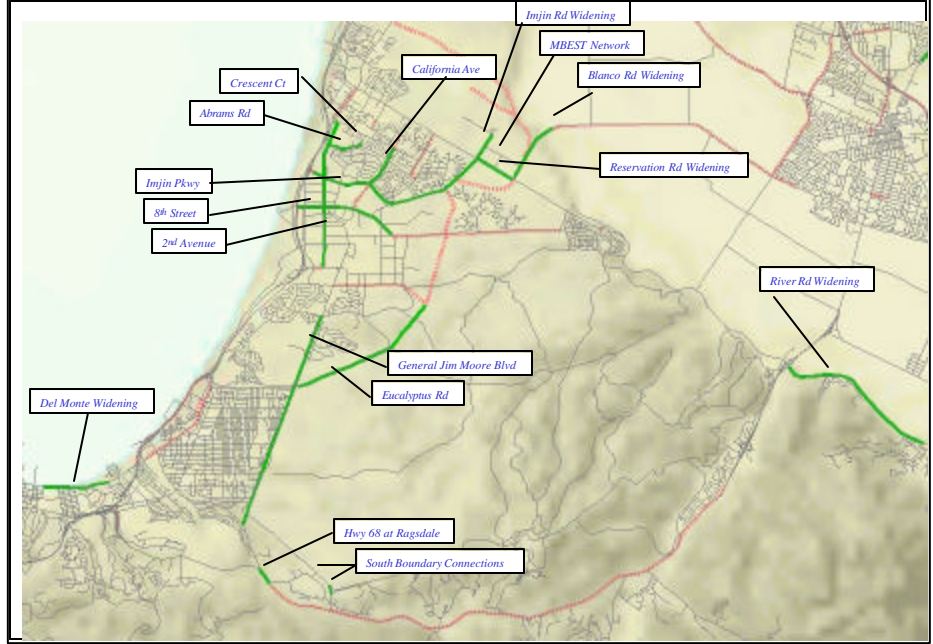 Imjin Rd Widening
MBEST Network
California Ave
Blanco Rd Widening
Crescent Ct
Abrams Rd
Reservation Rd Widening
Imjin Pkwy
8th Street
2nd Avenue
River Rd Widening
General Jim Moore Blvd
Eucalyptus Rd
Del Monte Widening
Hwy 68 at Ragsdale
South Boundary Connections